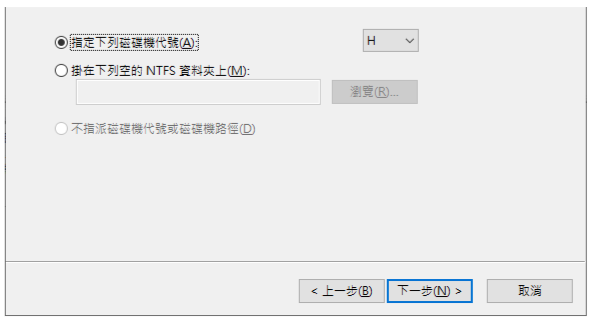 指定下列磁碟機代號(A): H
掛在下列空的 NTFS 資料夾上(M):
瀏覽(R)...
不指派磁碟機代號或磁碟機路徑(D)
< 上一步(B) 下一步(N) > 取消